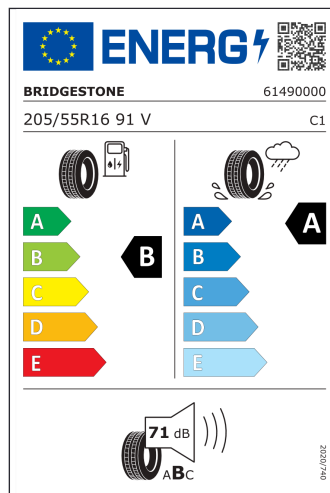 ENERG
BRIDGESTONE 61490000
205/55R16 91 V C1
A A
A
B B
B
C C
D D
E E
71 dB
ABC
2020/740